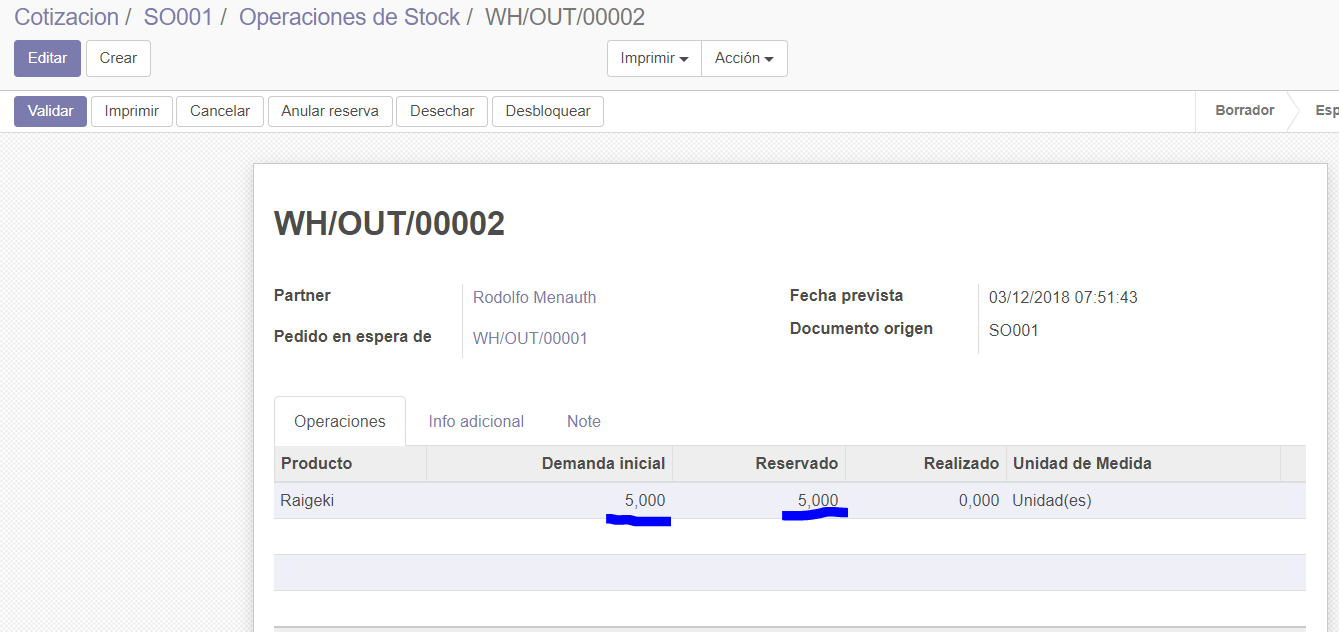 Cotizacion / SO001 / Operaciones de Stock / WH/OUT/00002
Editar Crear Imprimir Acción
Validar Imprimir Cancelar Anular reserva Desechar Desbloquear Borrador Esp
WH/OUT/00002
Partner Rodolfo Menauth Fecha prevista 03/12/2018 07:51:43
Pedido en espera de WH/OUT/00001 Documento origen SO001
Operaciones Info adicional Note
Producto Demanda inicial Reservado Realizado Unidad de Medida
Raigeki 5,000 5,000 0,000 Unidad(es)